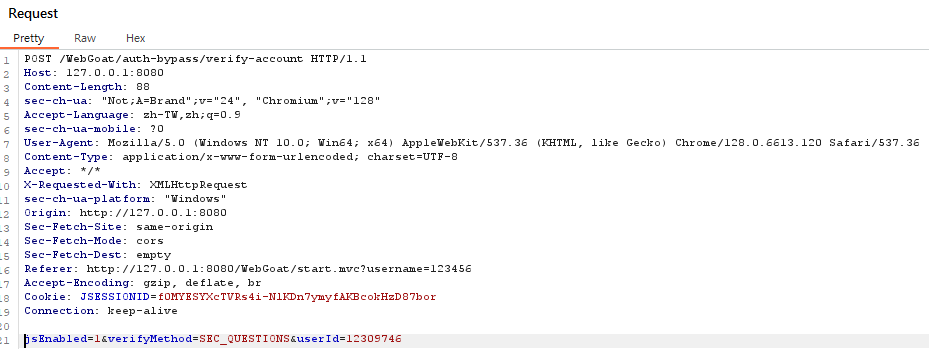 Request
Pretty Raw Hex
1 POST /WebGoat/auth-bypass/verify-account HTTP/1.1
2 Host: 127.0.0.1:8080
3 Content-Length: 88
4 sec-ch-ua: "Not;A=Brand";v="24", "Chromium";v="128"
5 Accept-Language: zh-TW,zh;q=0.9
6 sec-ch-ua-mobile: ?0
7 User-Agent: Mozilla/5.0 (Windows NT 10.0; Win64; x64) AppleWebKit/537.36 (KHTML, like Gecko) Chrome/128.0.6613.120 Safari/537.36
8 Content-Type: application/x-www-form-urlencoded; charset=UTF-8
9 Accept: */*
10 X-Requested-With: XMLHttpRequest
11 sec-ch-ua-platform: "Windows"
12 Origin: http://127.0.0.1:8080
13 Sec-Fetch-Site: same-origin
14 Sec-Fetch-Mode: cors
15 Sec-Fetch-Dest: empty
16 Referer: http://127.0.0.1:8080/WebGoat/start.mvc?username=123456
17 Accept-Encoding: gzip, deflate, br
18 Cookie: JSESSIONID=fOMYESYXcTVRs4i-NlKDn7ymyfAKBcokHzD87bor
19 Connection: keep-alive
20
21 jsEnabled=1&verifyMethod=SEC_QUESTIONS&userId=12309746